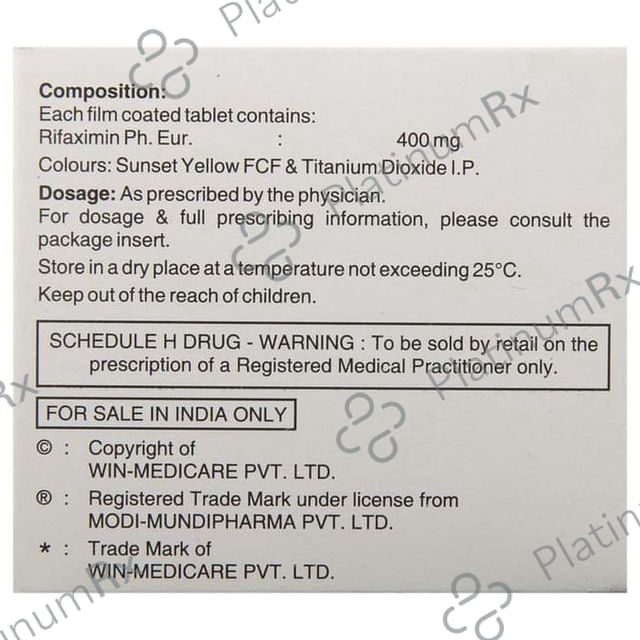 PlatinumRx
Composition:
Each film coated tablet contains:
Rifaximin Ph. Eur. : 400 mg
Colours: Sunset Yellow FCF & Titanium Dioxide I.P.
Dosage: As prescribed by the physician.
For dosage & full prescribing information, please consult the
package insert.
Store in a dry place at a temperature not exceeding 25°C.
Keep out of the reach of children.
SCHEDULE H DRUG - WARNING : To be sold by retail on the
prescription of a Registered Medical Practitioner only.
FOR SALE IN INDIA ONLY
© : Copyright of
WIN-MEDICARE PVT. LTD.
® : Registered Trade Mark under license from
MODI-MUNDIPHARMA PVT. LTD.
* : Trade Mark of
WIN-MEDICARE PVT. LTD.
PlatinumRx
PlatinumRx
PlatinumRx